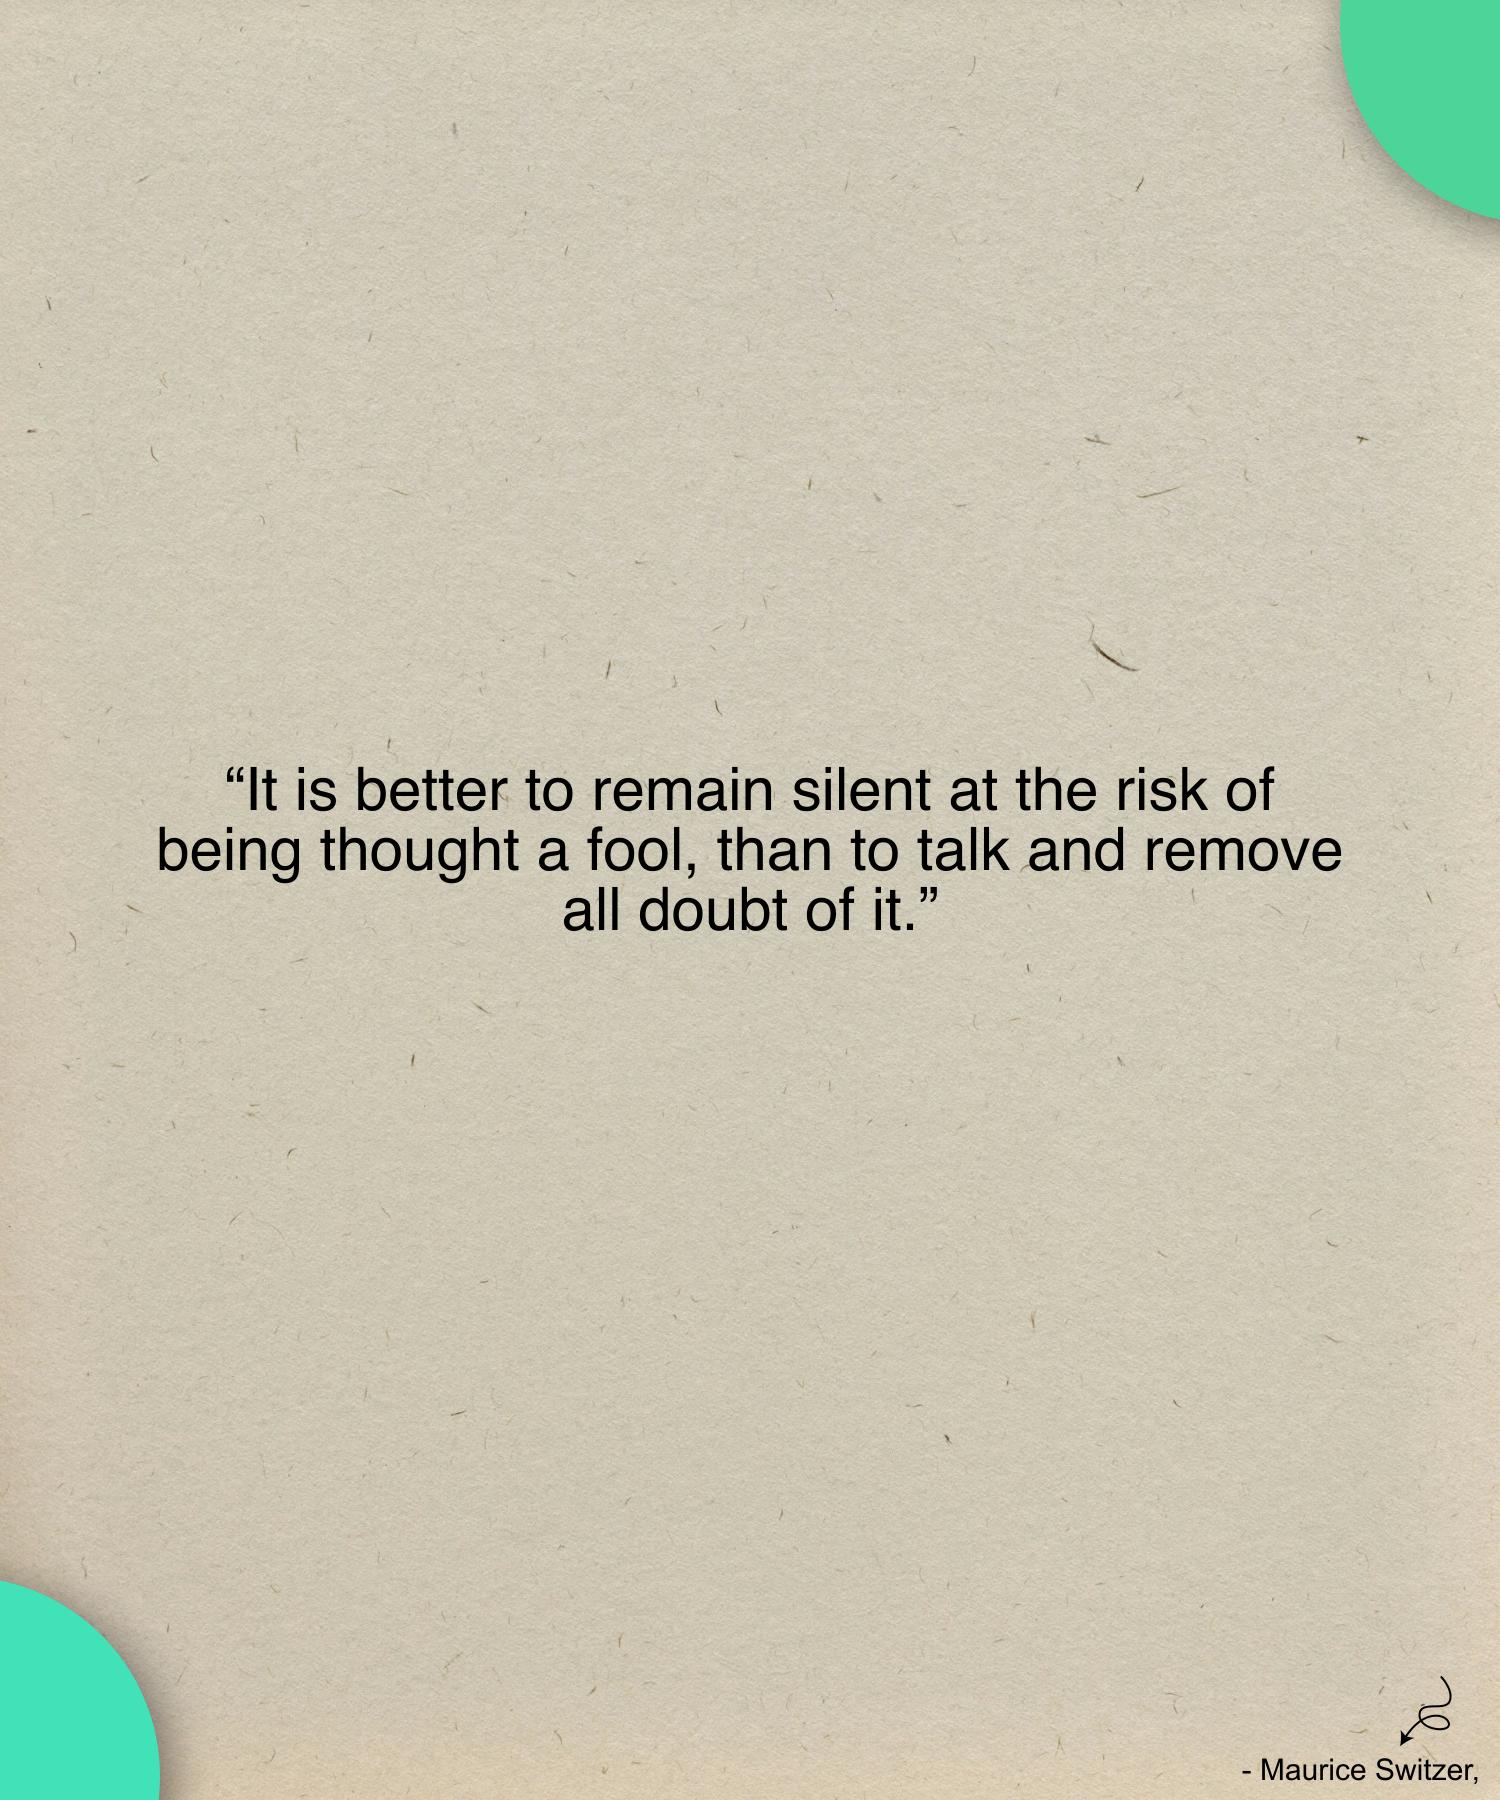 “It is better to remain silent at the risk of
being thought a fool, than to talk and remove
all doubt of it.”
- Maurice Switzer,